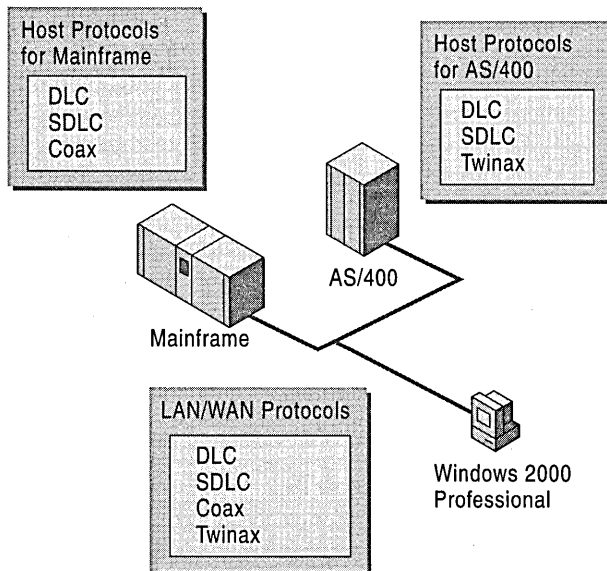 Host Protocols
for Mainframe
DLC
SDLC
Coax
Host Protocols
for AS/400
DLC
SDLC
Twinax
AS/400
Mainframe
LAN/WAN Protocols
DLC
SDLC
Coax
Twinax
Windows 2000
Professional